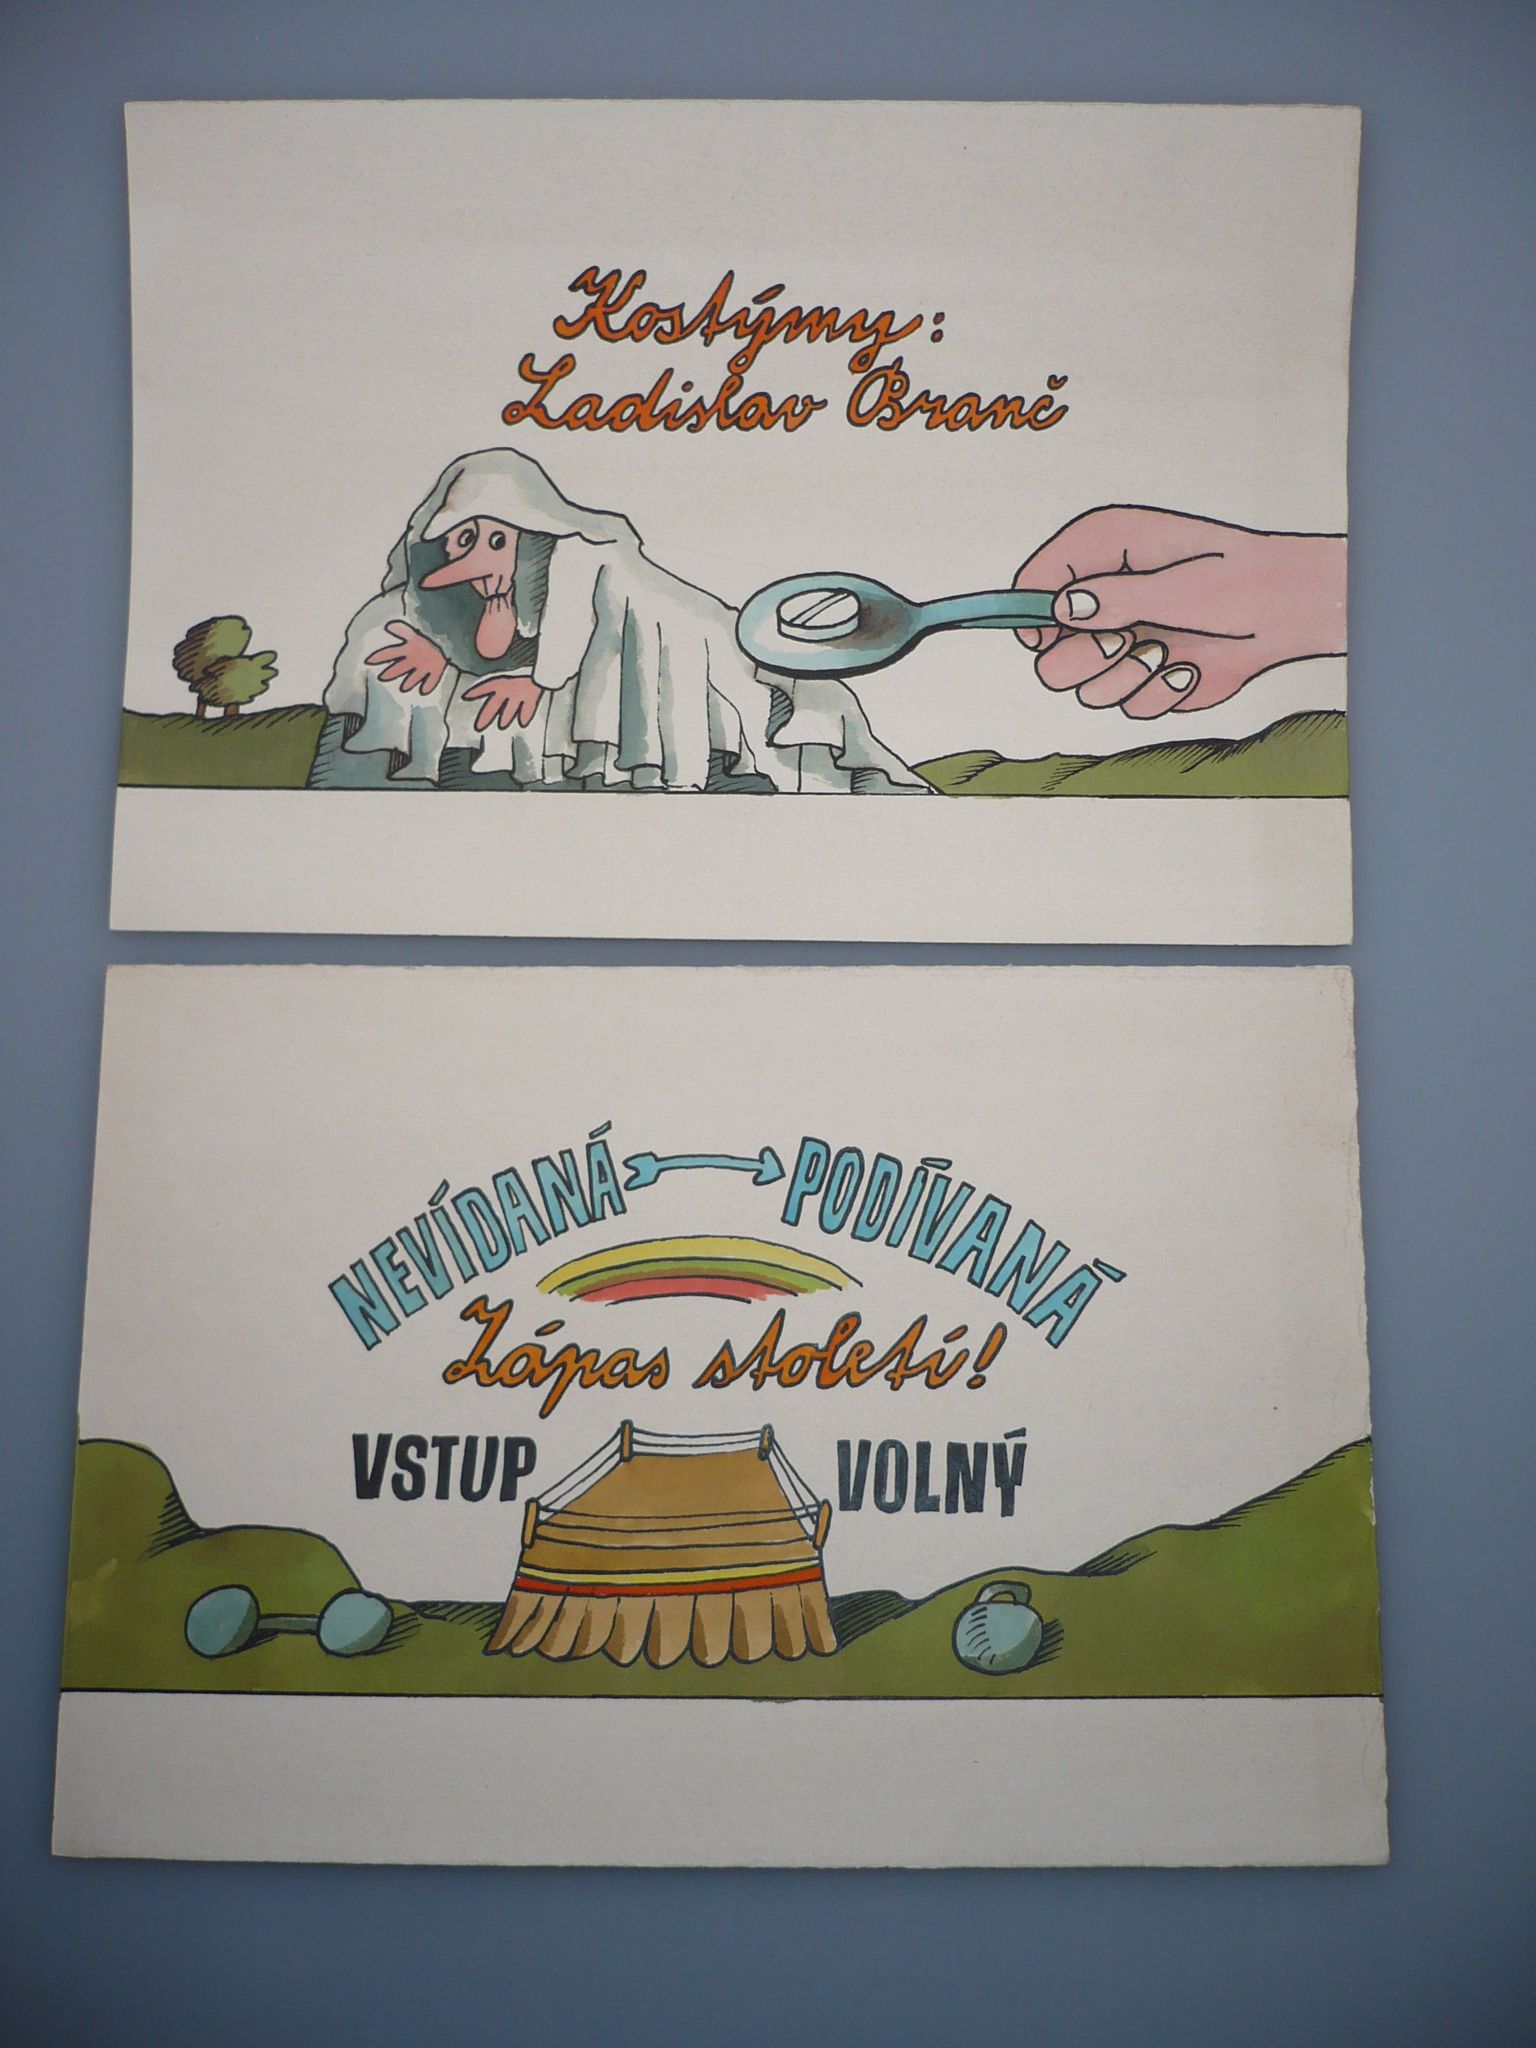 Kostýmy:
Ladislav Branč
NEVÍDANÁ PODÍVANÁ
Zápas století!
VSTUP VOLNÝ